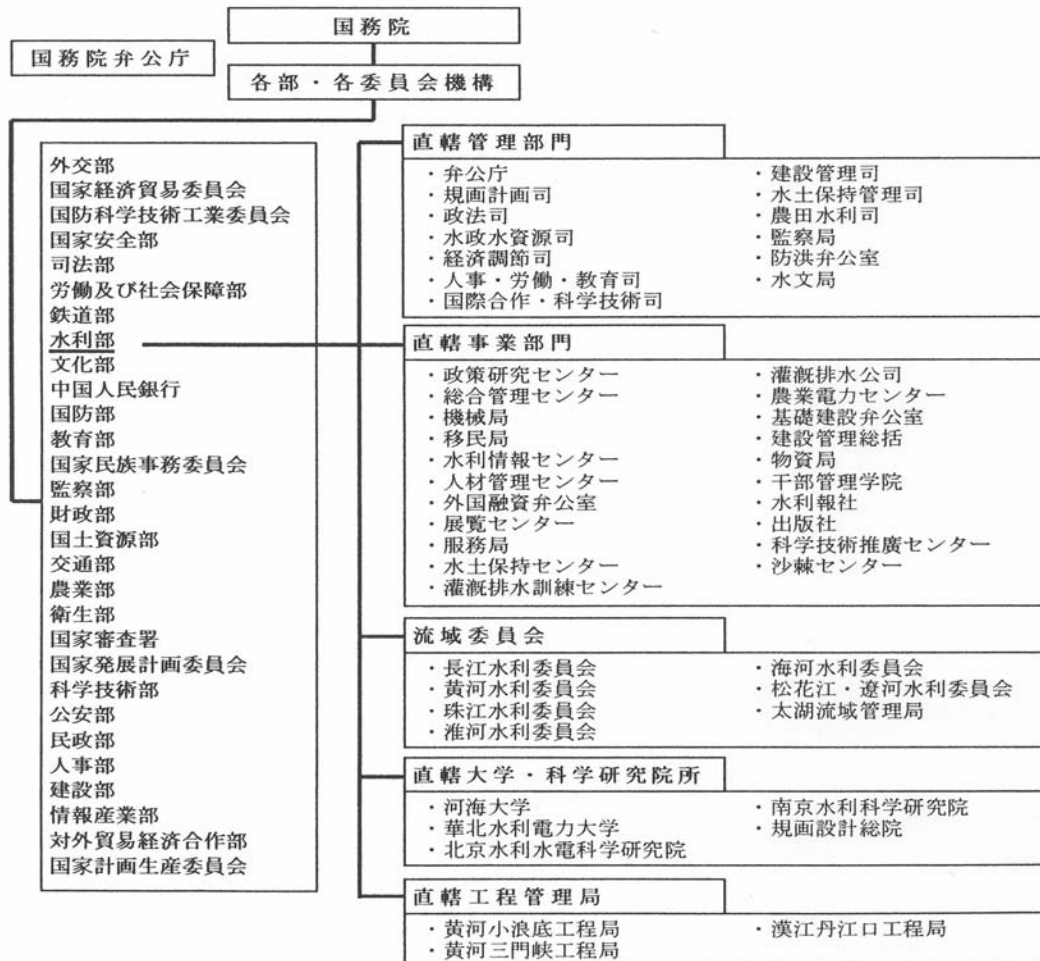 国務院
国務院弁公庁
各部・各委員会機構
外交部
国家経済貿易委員会
国防科学技術工業委員会
国家安全部
司法部
労働及び社会保障部
鉄道部
水利部
文化部
中国人民銀行
国防部
教育部
国家民族事務委員会
監察部
財政部
国土資源部
交通部
農業部
衛生部
国家審査署
国家発展計画委員会
科学技術部
公安部
民政部
人事部
建設部
情報産業部
対外貿易経済合作部
国家計画生産委員会
直轄管理部門
・弁公庁
・規画計画司
・政法司
・水政水資源司
・経済調節司
・人事・労働・教育司
・国際合作・科学技術司
・建設管理司
・水土保持管理司
・農田水利司
・監察局
・防洪弁公室
・水文局
直轄事業部門
・政策研究センター
・総合管理センター
・機械局
・移民局
・水利情報センター
・人材管理センター
・外国融資弁公室
・展覧センター
・服務局
・水土保持センター
・灌漑排水訓練センター
・灌漑排水公司
・農業電力センター
・基礎建設弁公室
・建設管理総括
・物資局
・干部管理学院
・水利報社
・出版社
・科学技術推廣センター
・沙棘センター
流域委員会
・長江水利委員会
・黄河水利委員会
・珠江水利委員会
・淮河水利委員会
・海河水利委員会
・松花江・遼河水利委員会
・太湖流域管理局
直轄大学・科学研究院所
・河海大学
・華北水利電力大学
・北京水利水電科学研究院
・南京水利科学研究院
・規画設計総院
直轄工程管理局
・黄河小浪底工程局
・黄河三門峡工程局
・漢江丹江口工程局